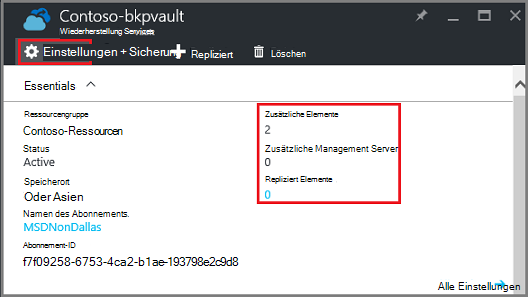 Contoso-bkpvault
Wiederherstellung Services
Einstellungen + Sicherung
Repliziert
Löschen
Essentials
Ressourcengruppe
Contoso-Ressourcen
Status
Active
Speicherort
Oder Asien
Namen des Abonnements.
MSDNonDallas
Abonnement-ID
f7f09258-6753-4ca2-b1ae-193798e2c9d8
Zusätzliche Elemente
2
Zusätzliche Management Server
0
Repliziert Elemente
0
Alle Einstellungen